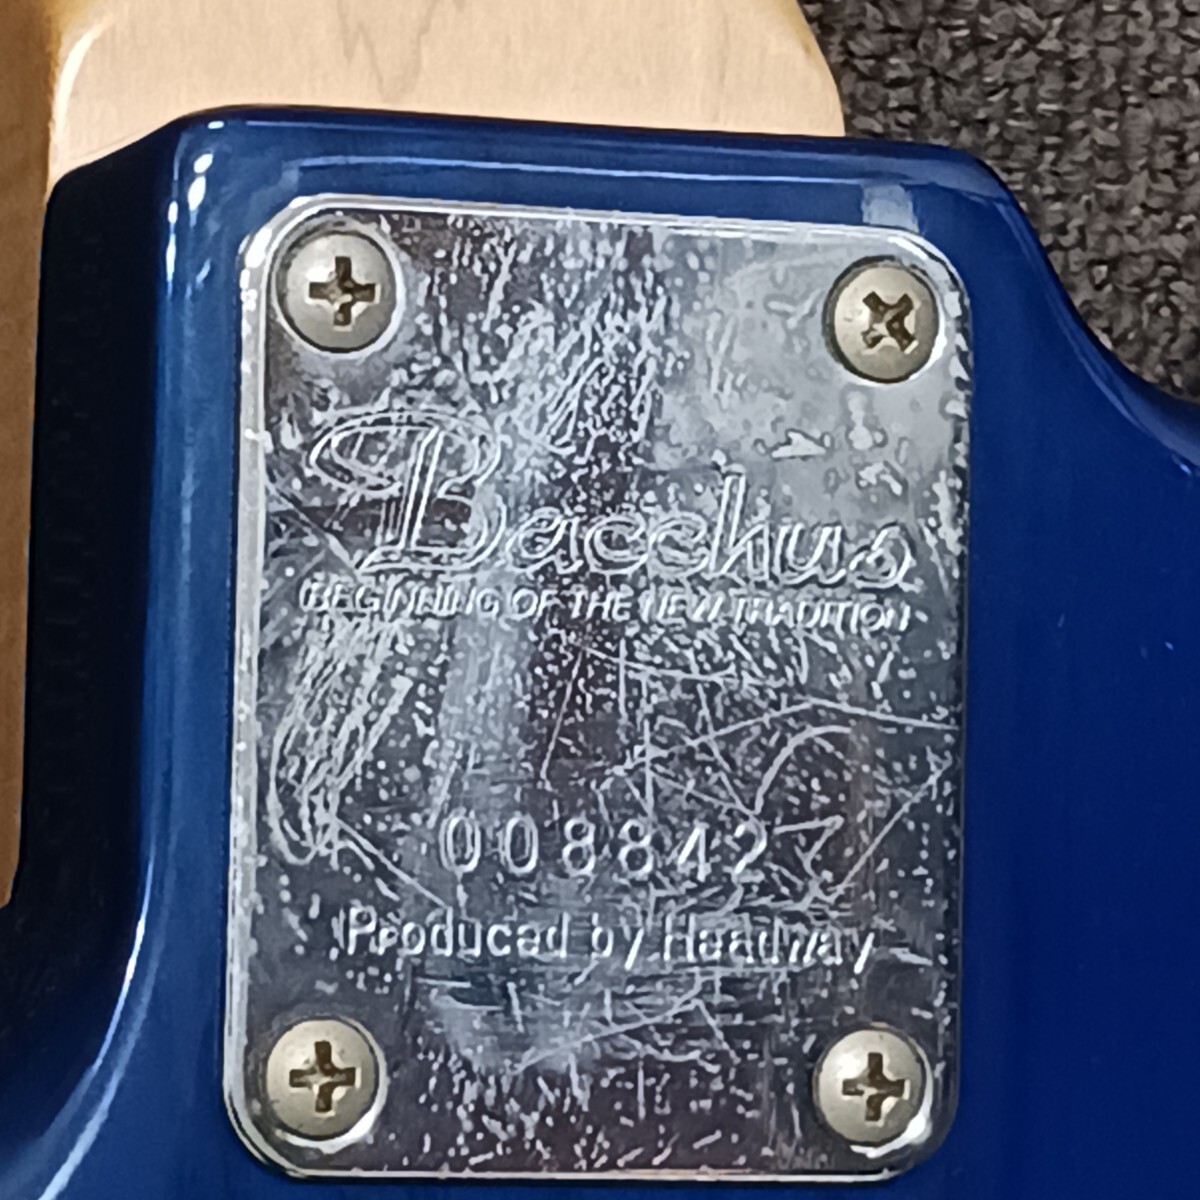 Bacchus
BEGINNING OF THE NEW TRADITION
008842
Produced by Headway